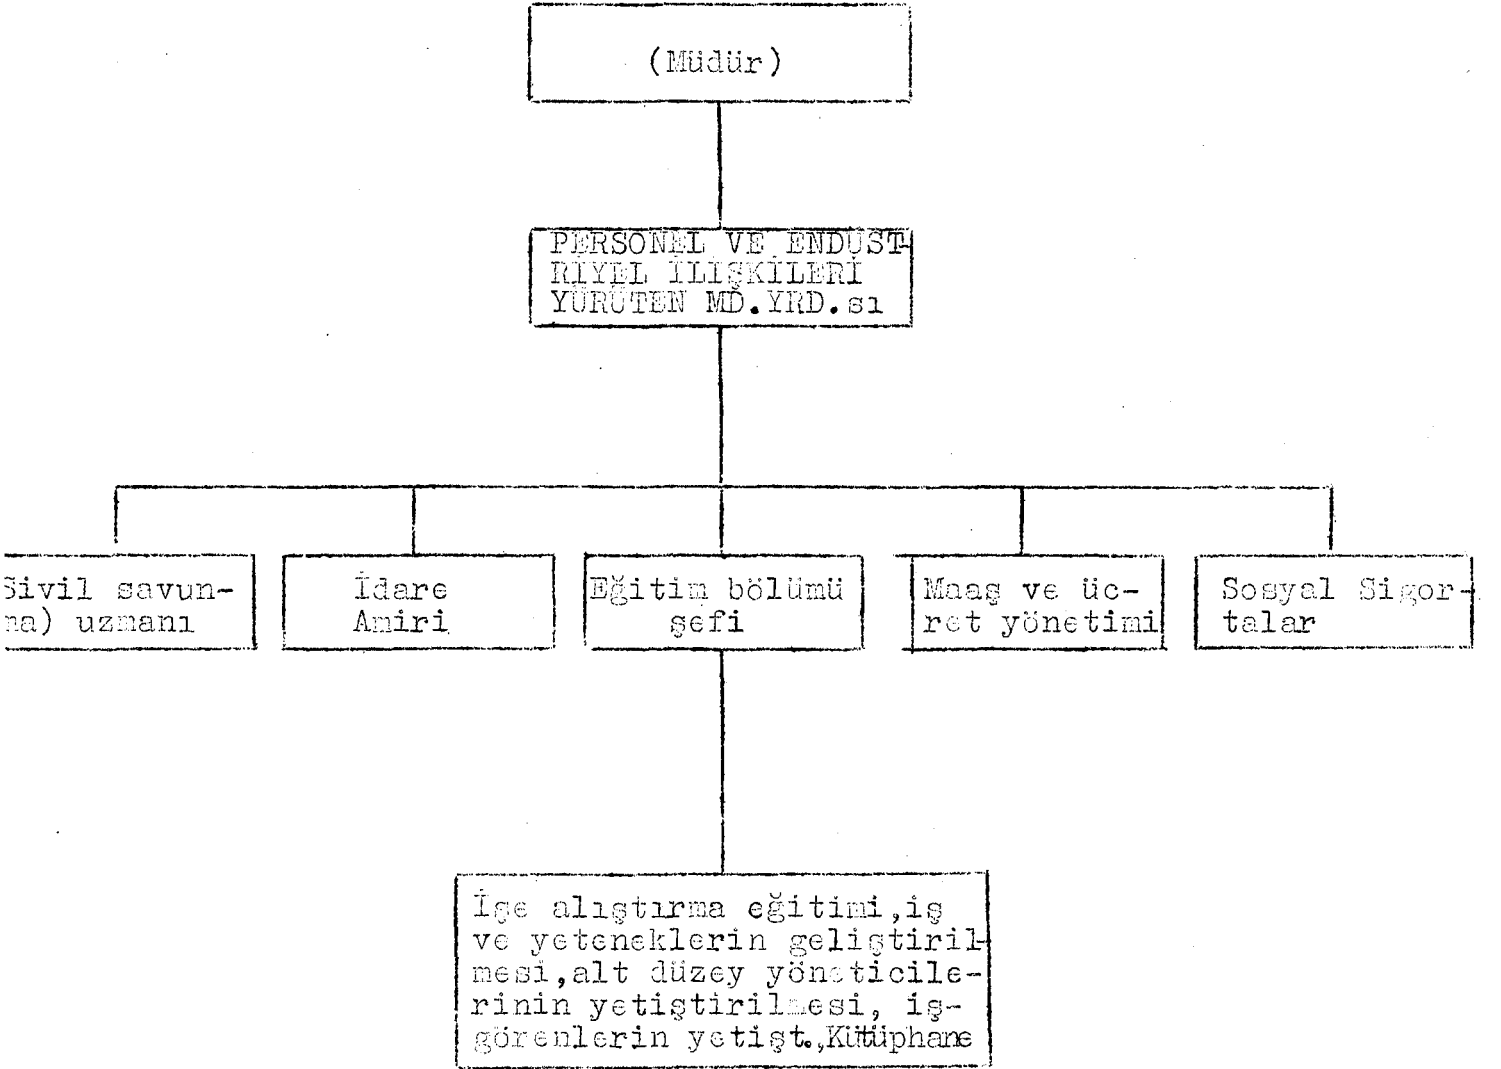 (Müdür)
PERSONEL VE ENDÜST-
RİYEL İLİŞKİLERİ
YÜRÜTEN MD.YRD.sı
Sivil savun-
ma) uzmanı
İdare
Amiri
Eğitim bölümü
şefi
Maaş ve üc-
ret yönetimi
Sosyal Sigor-
talar
İşe alıştırma eğitimi,iş
ve yeteneklerin geliştiril-
mesi,alt düzey yöneticile-
rinin yetiştirilmesi, iş-
görenlerin yetişt.,Kütüphane